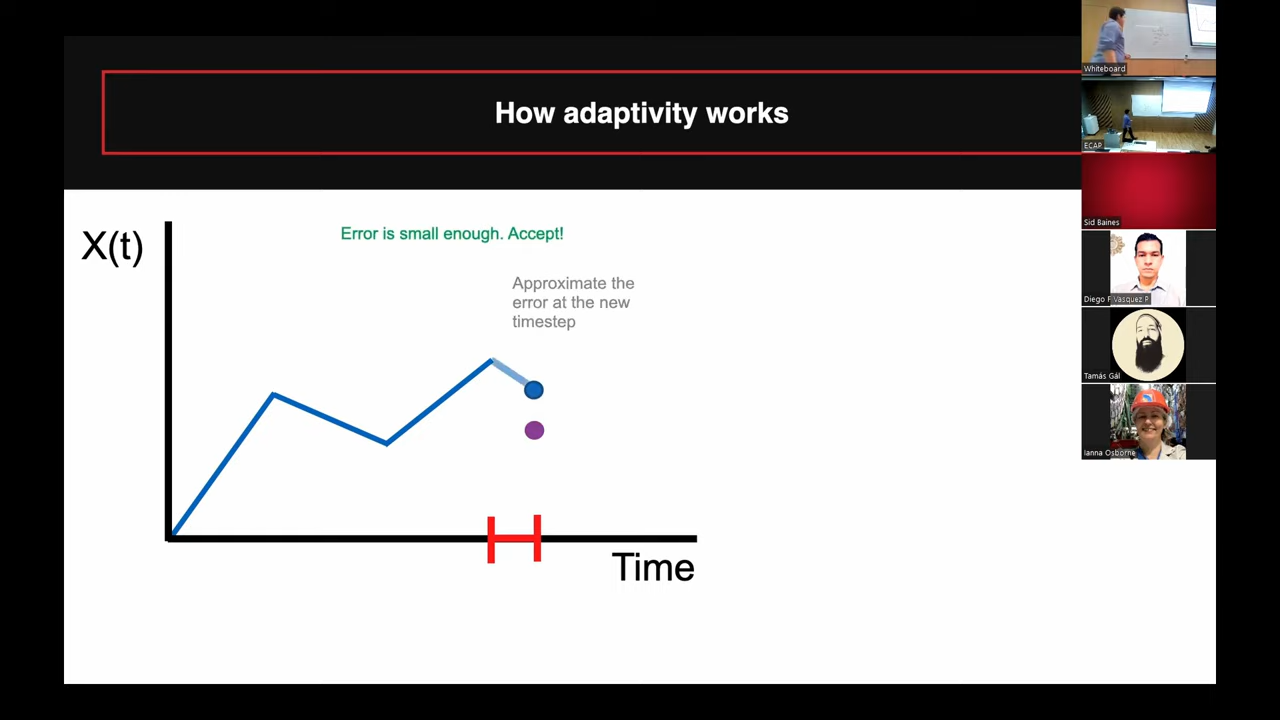 How adaptivity works
X(t)
Error is small enough. Accept!
Approximate the
error at the new
timestep
Time
Whiteboard
ECAP
Sid Baines
Diego F Vasquez P
Tamás Gál
Ianna Osborne